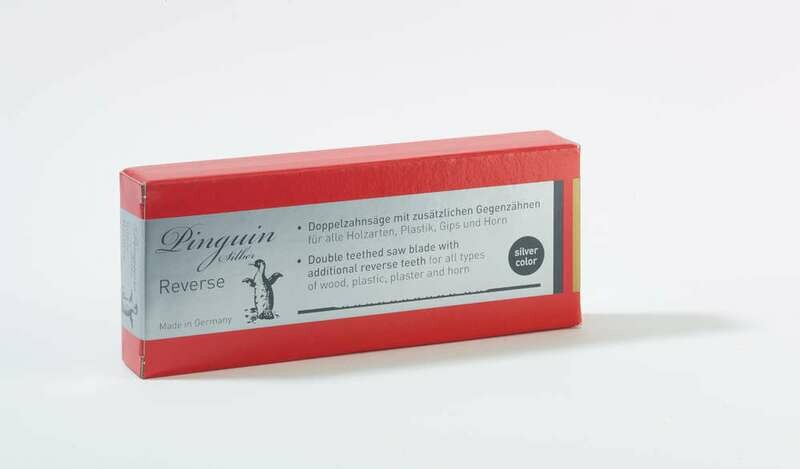 Pinguin
Silber
Reverse
Made in Germany
• Doppelzahnsäge mit zusätzlichen Gegenzähnen
für alle Holzarten, Plastik, Gips und Horn
• Double teethed saw blade with
additional reverse teeth for all types
of wood, plastic, plaster and horn
silver
color